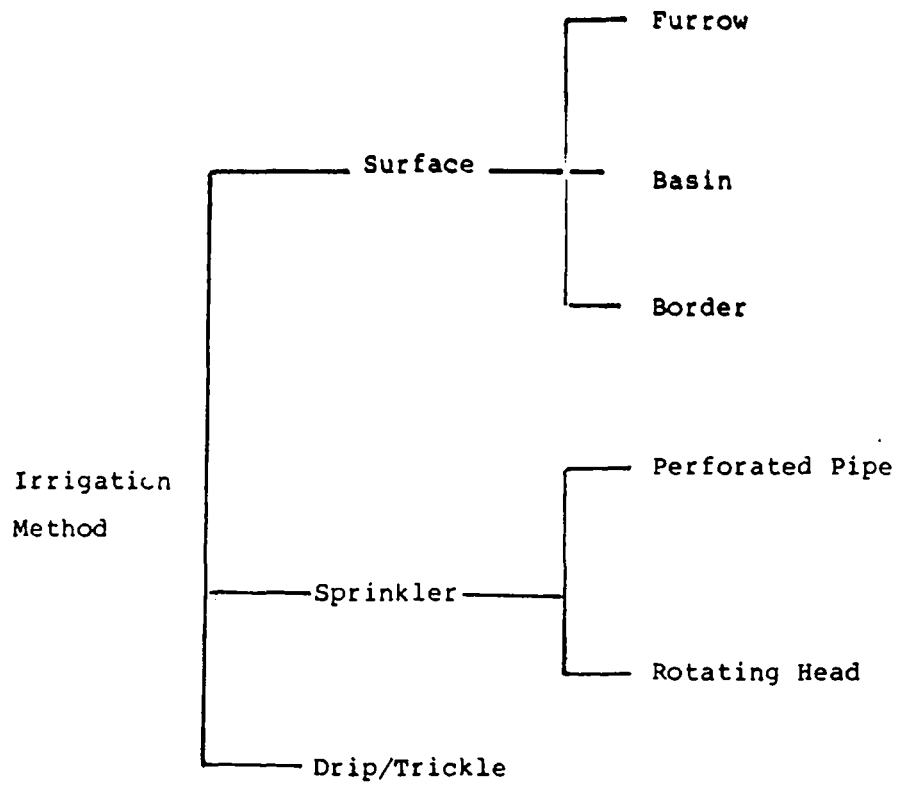 Furrow
Surface
Basin
Border
Perforated Pipe
Irrigation
Method
Sprinkler
Rotating Head
Drip/Trickle